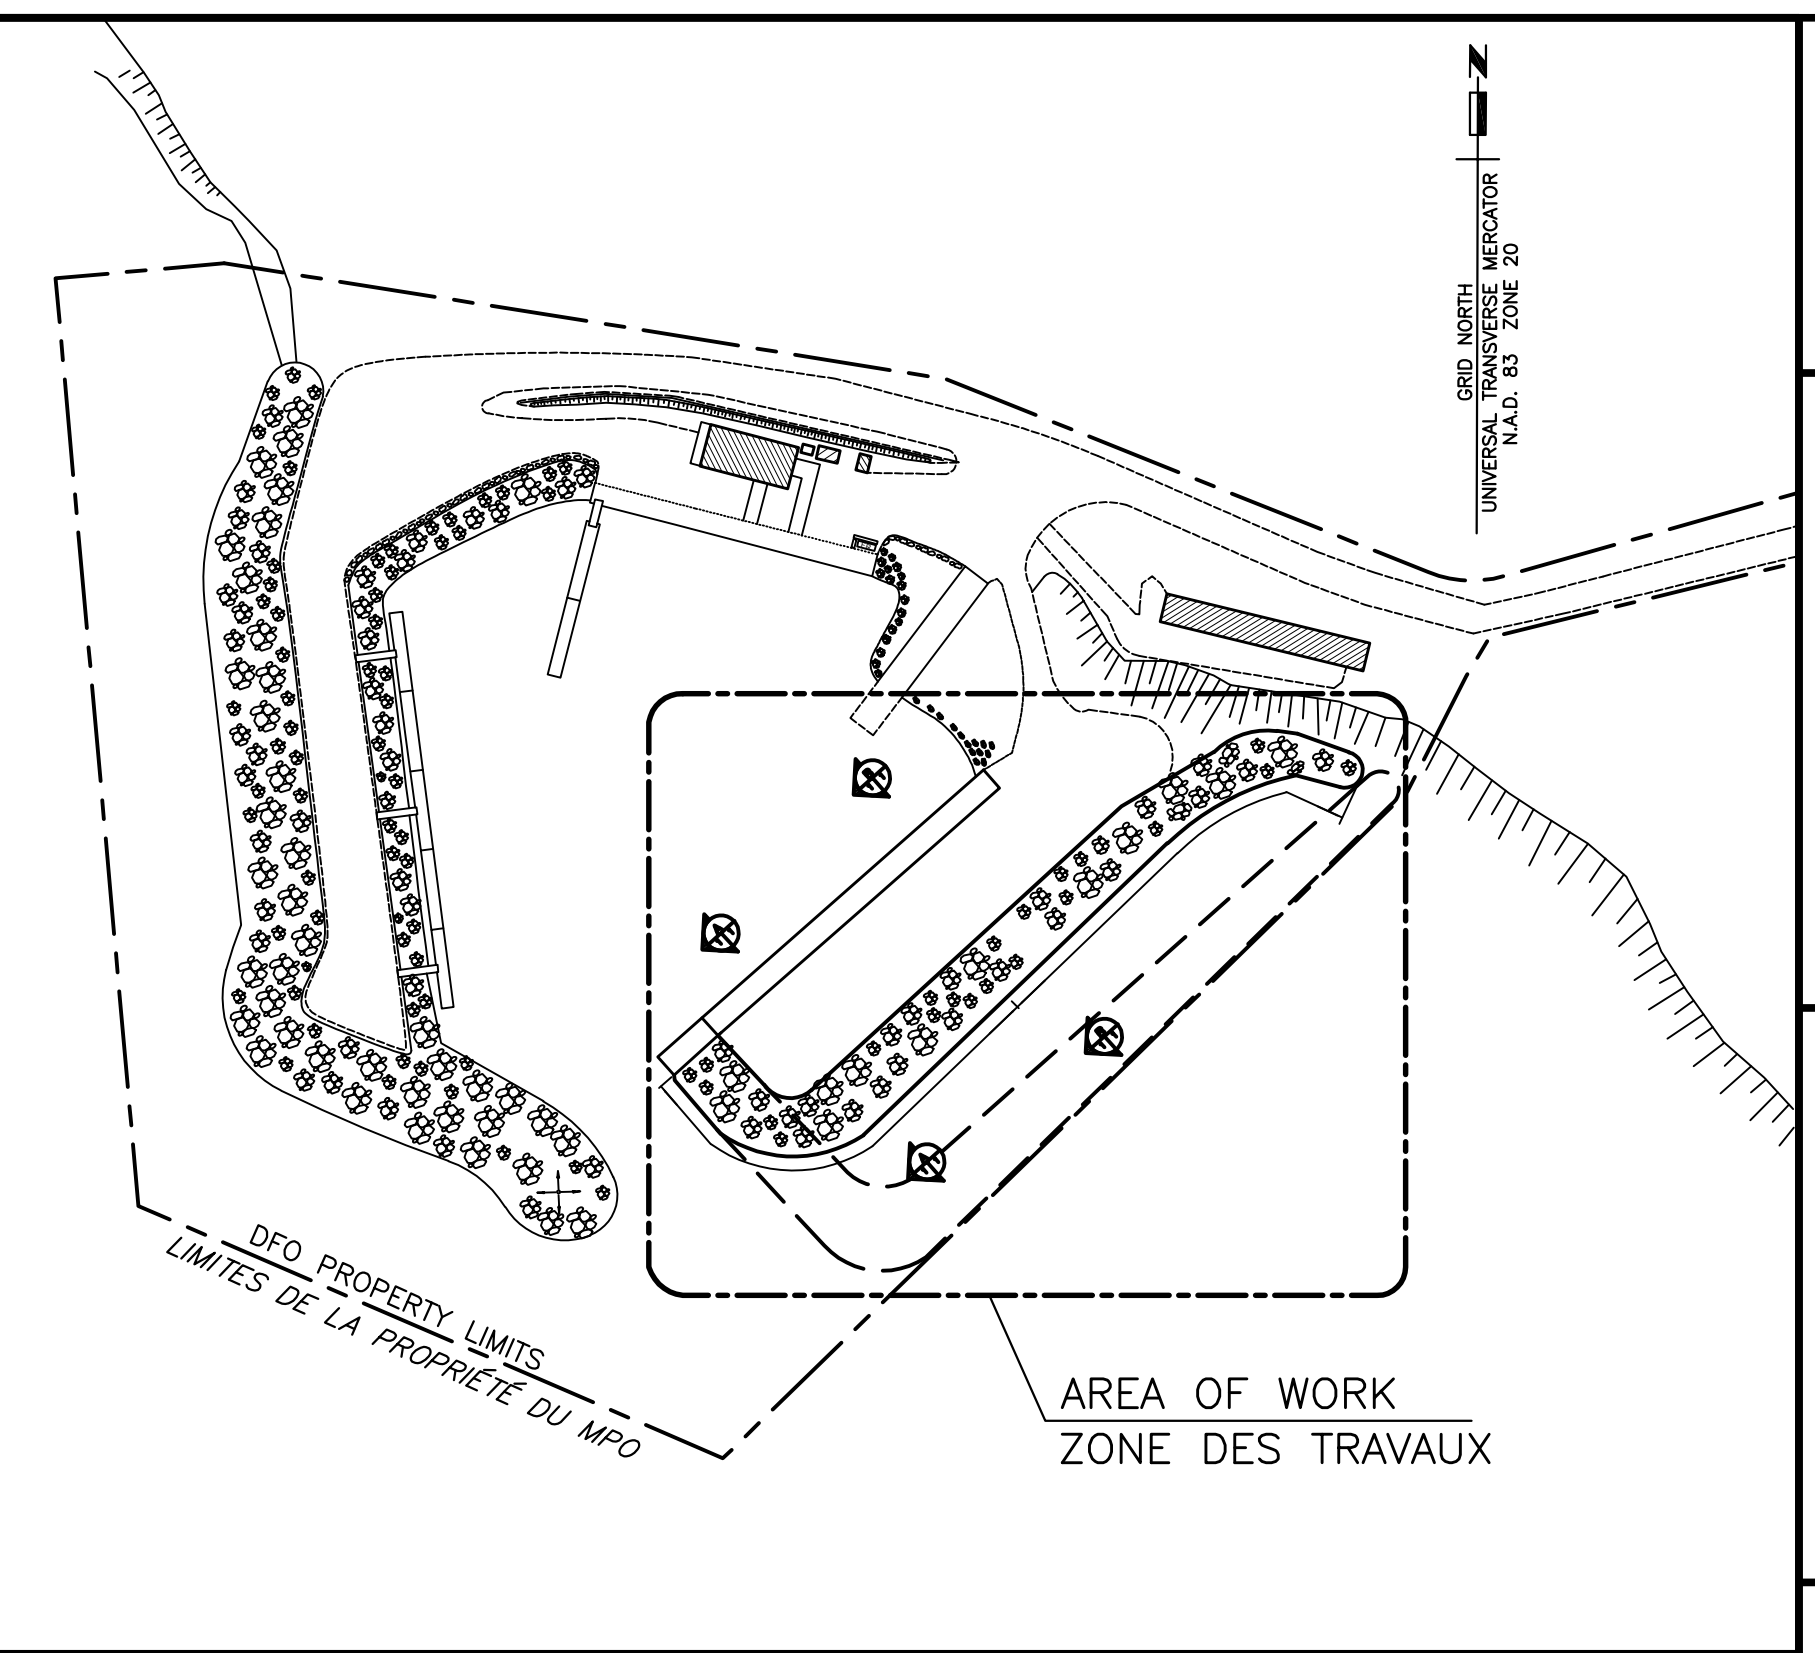 N
GRID NORTH
UNIVERSAL TRANSVERSE MERCATOR
N.A.D. 83 ZONE 20
DFO PROPERTY LIMITS
LIMITES DE LA PROPRIÉTÉ DU MPO
AREA OF WORK
ZONE DES TRAVAUX